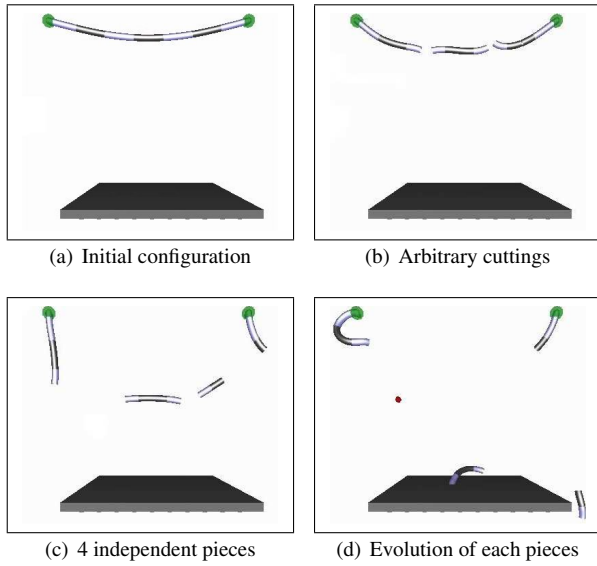 (a) Initial configuration
(b) Arbitrary cuttings
(c) 4 independent pieces
(d) Evolution of each pieces